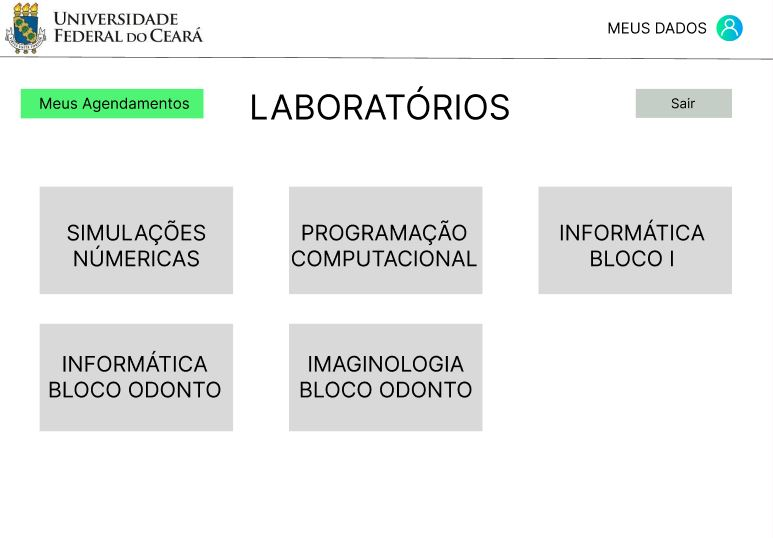 UNIVERSIDADE
FEDERAL DO CEARÁ
MEUS DADOS
Meus Agendamentos
LABORATÓRIOS
Sair
SIMULAÇÕES
NÚMERICAS
PROGRAMAÇÃO
COMPUTACIONAL
INFORMÁTICA
BLOCO I
INFORMÁTICA
BLOCO ODONTO
IMAGINOLOGIA
BLOCO ODONTO